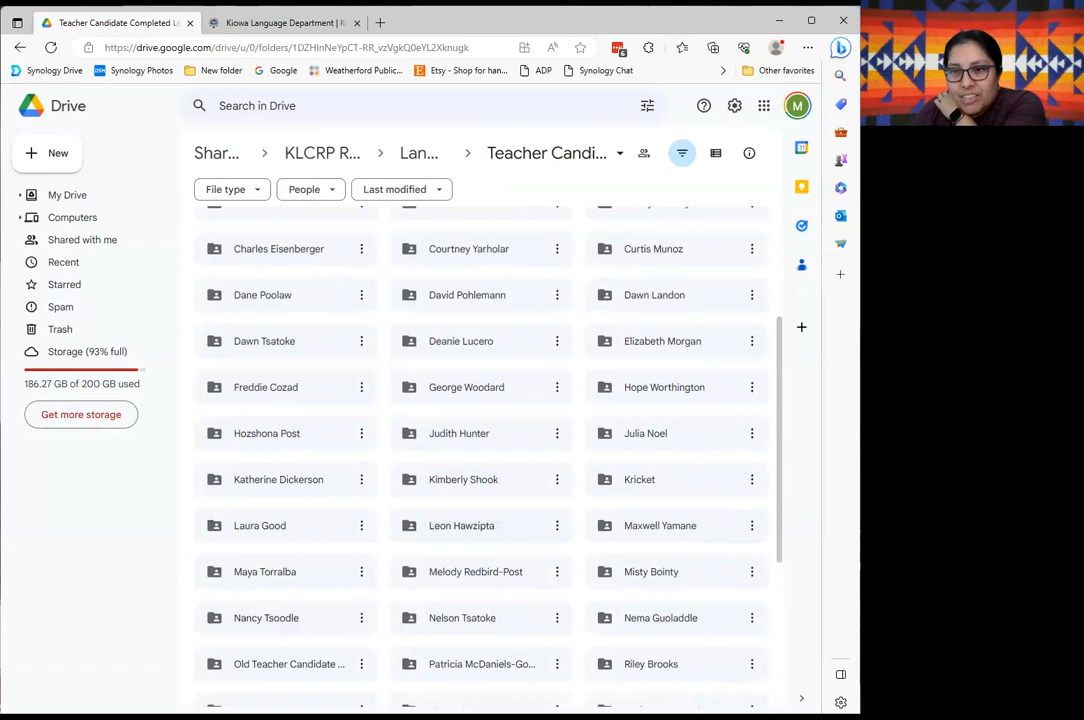 Teacher Candidate Completed Le
Kiowa Language Department | Ki
https://drive.google.com/drive/u/0/folders/1DZHInNeYpCT-RR_vzVgkQ0eYL2Xknugk
6
Synology Drive
DSM
Synology Photos
New folder
Google
Weatherford Public...
Etsy - Shop for han...
ADP
Synology Chat
Other favorites
Drive
Search in Drive
M
New
Shar...
KLCRP R...
Lan...
Teacher Candi...
File type
People
Last modified
My Drive
Computers
Shared with me
Recent
Starred
Spam
Trash
Storage (93% full)
186.27 GB of 200 GB used
Get more storage
Charles Eisenberger
Courtney Yarholar
Curtis Munoz
Dane Poolaw
David Pohlemann
Dawn Landon
Dawn Tsatoke
Deanie Lucero
Elizabeth Morgan
Freddie Cozad
George Woodard
Hope Worthington
Hozshona Post
Judith Hunter
Julia Noel
Katherine Dickerson
Kimberly Shook
Kricket
Laura Good
Leon Hawzipta
Maxwell Yamane
Maya Torralba
Melody Redbird-Post
Misty Bointy
Nancy Tsoodle
Nelson Tsatoke
Nema Guoladdle
Old Teacher Candidate ...
Patricia McDaniels-Go...
Riley Brooks